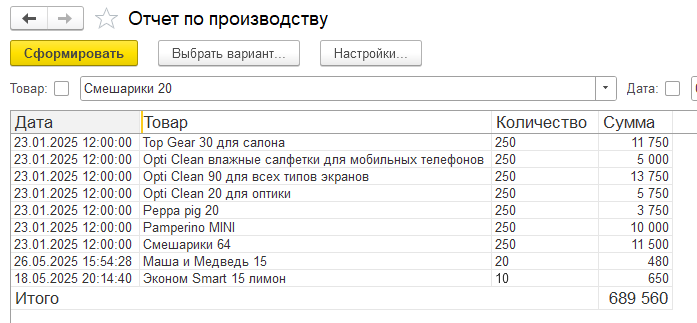 Отчет по производству
Сформировать Выбрать вариант... Настройки...
Товар: Смешарики 20 Дата:
Дата Товар Количество Сумма
23.01.2025 12:00:00 Top Gear 30 для салона 250 11 750
23.01.2025 12:00:00 Opti Clean влажные салфетки для мобильных телефонов 250 5 000
23.01.2025 12:00:00 Opti Clean 90 для всех типов экранов 250 13 750
23.01.2025 12:00:00 Opti Clean 20 для оптики 250 5 750
23.01.2025 12:00:00 Peppa pig 20 250 3 750
23.01.2025 12:00:00 Pamperino MINI 250 10 000
23.01.2025 12:00:00 Смешарики 64 250 11 500
26.05.2025 15:54:28 Маша и Медведь 15 20 480
18.05.2025 20:14:40 Эконом Smart 15 лимон 10 650
Итого 689 560